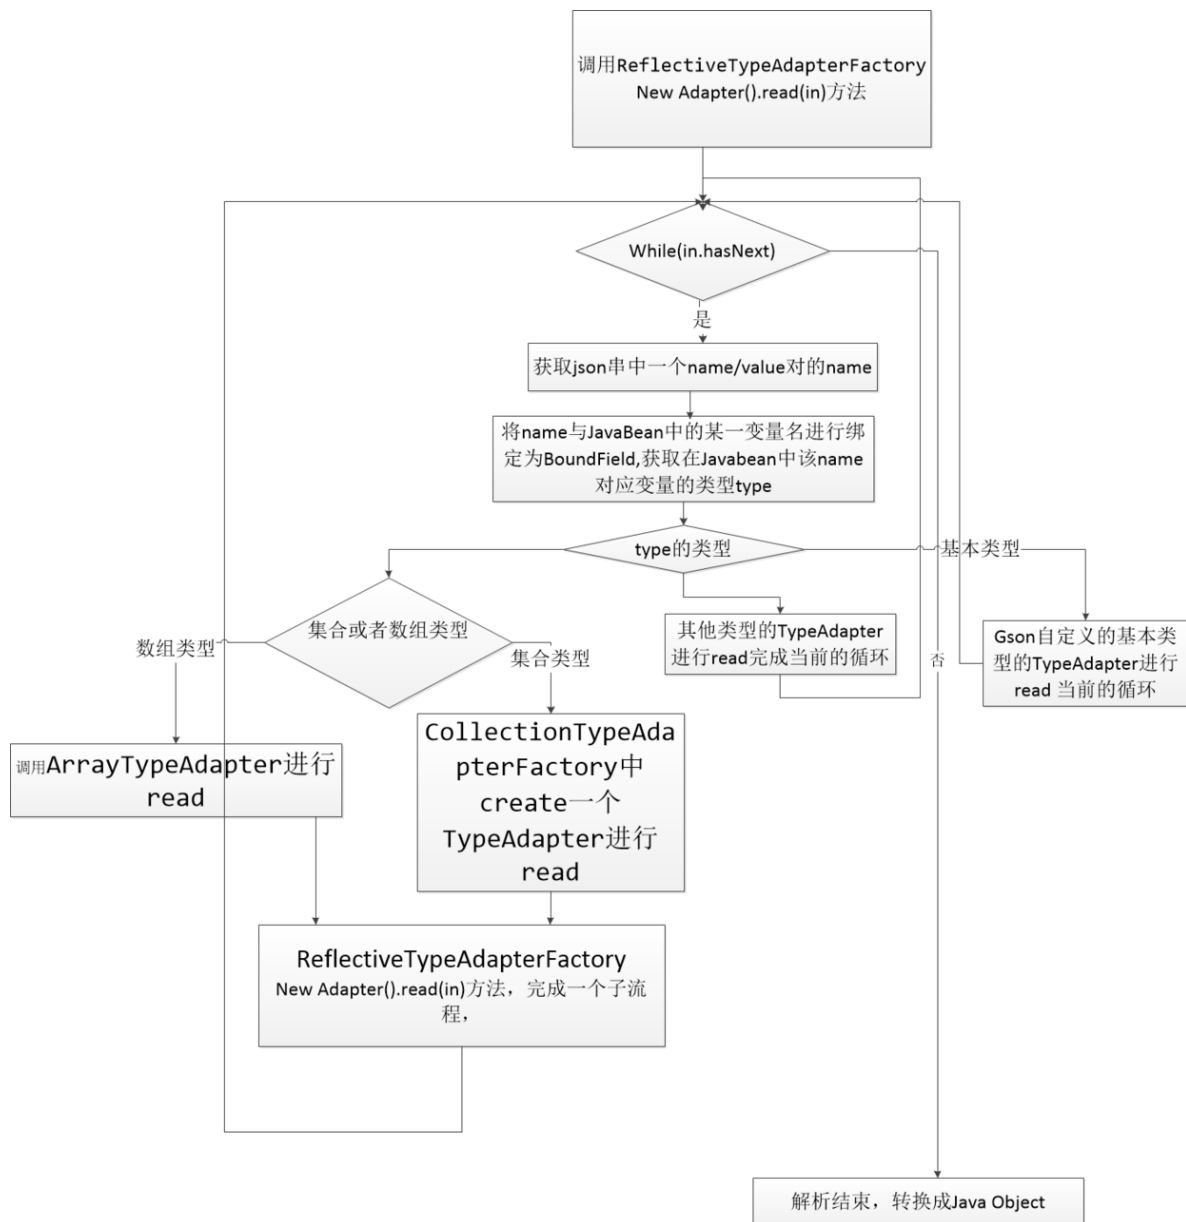 调用ReflectiveTypeAdapterFactory
New Adapter().read(in)方法
While(in.hasNext)
是
获取json串中一个name/value对的name
将name与JavaBean中的某一变量名进行绑
定为BoundField,获取在Javabean中该name
对应变量的类型type
type的类型
基本类型
集合或者数组类型
数组类型
集合类型
其他类型的TypeAdapter
进行read完成当前的循环
否
Gson自定义的基本类
型的TypeAdapter进行
read 当前的循环
调用ArrayTypeAdapter进行
read
CollectionTypeAda
pterFactory中
create一个
TypeAdapter进行
read
ReflectiveTypeAdapterFactory
New Adapter().read(in)方法，完成一个子流
程，
解析结束，转换成Java Object